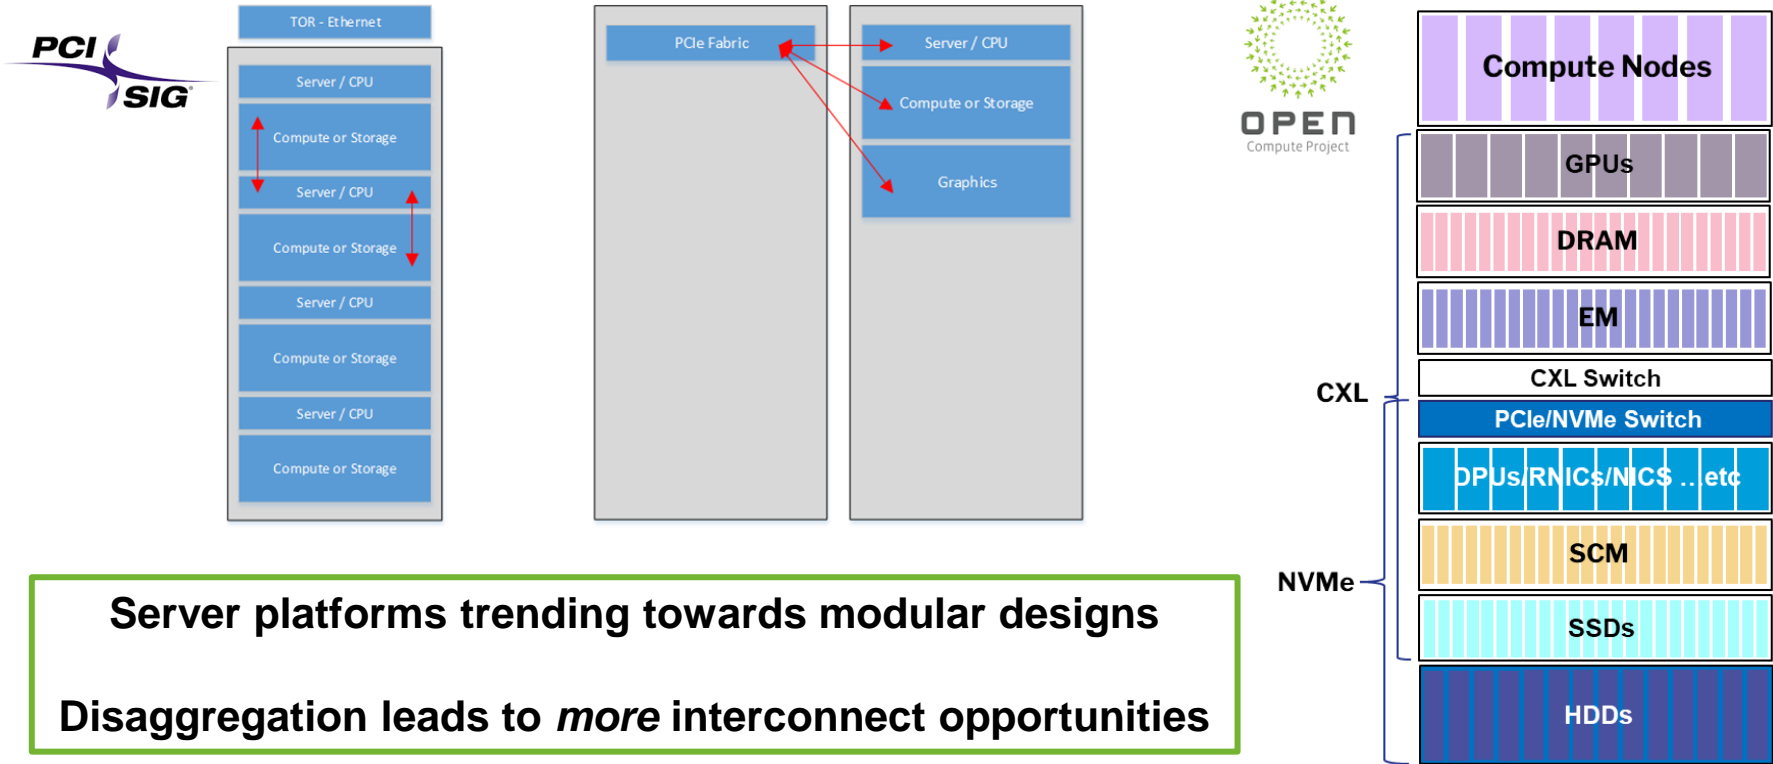 PCI
SIG
TOR - Ethernet
Server / CPU
Compute or Storage
Server / CPU
Compute or Storage
Server / CPU
Compute or Storage
Server / CPU
Compute or Storage
PCIe Fabric
Server / CPU
Compute or Storage
Graphics
OPEN
Compute Project
Compute Nodes
GPUs
DRAM
EM
CXL Switch
PCIe/NVMe Switch
DPUs/RNICs/NICS ...etc
SCM
SSDs
HDDs
CXL
NVMe
Server platforms trending towards modular designs
Disaggregation leads to more interconnect opportunities